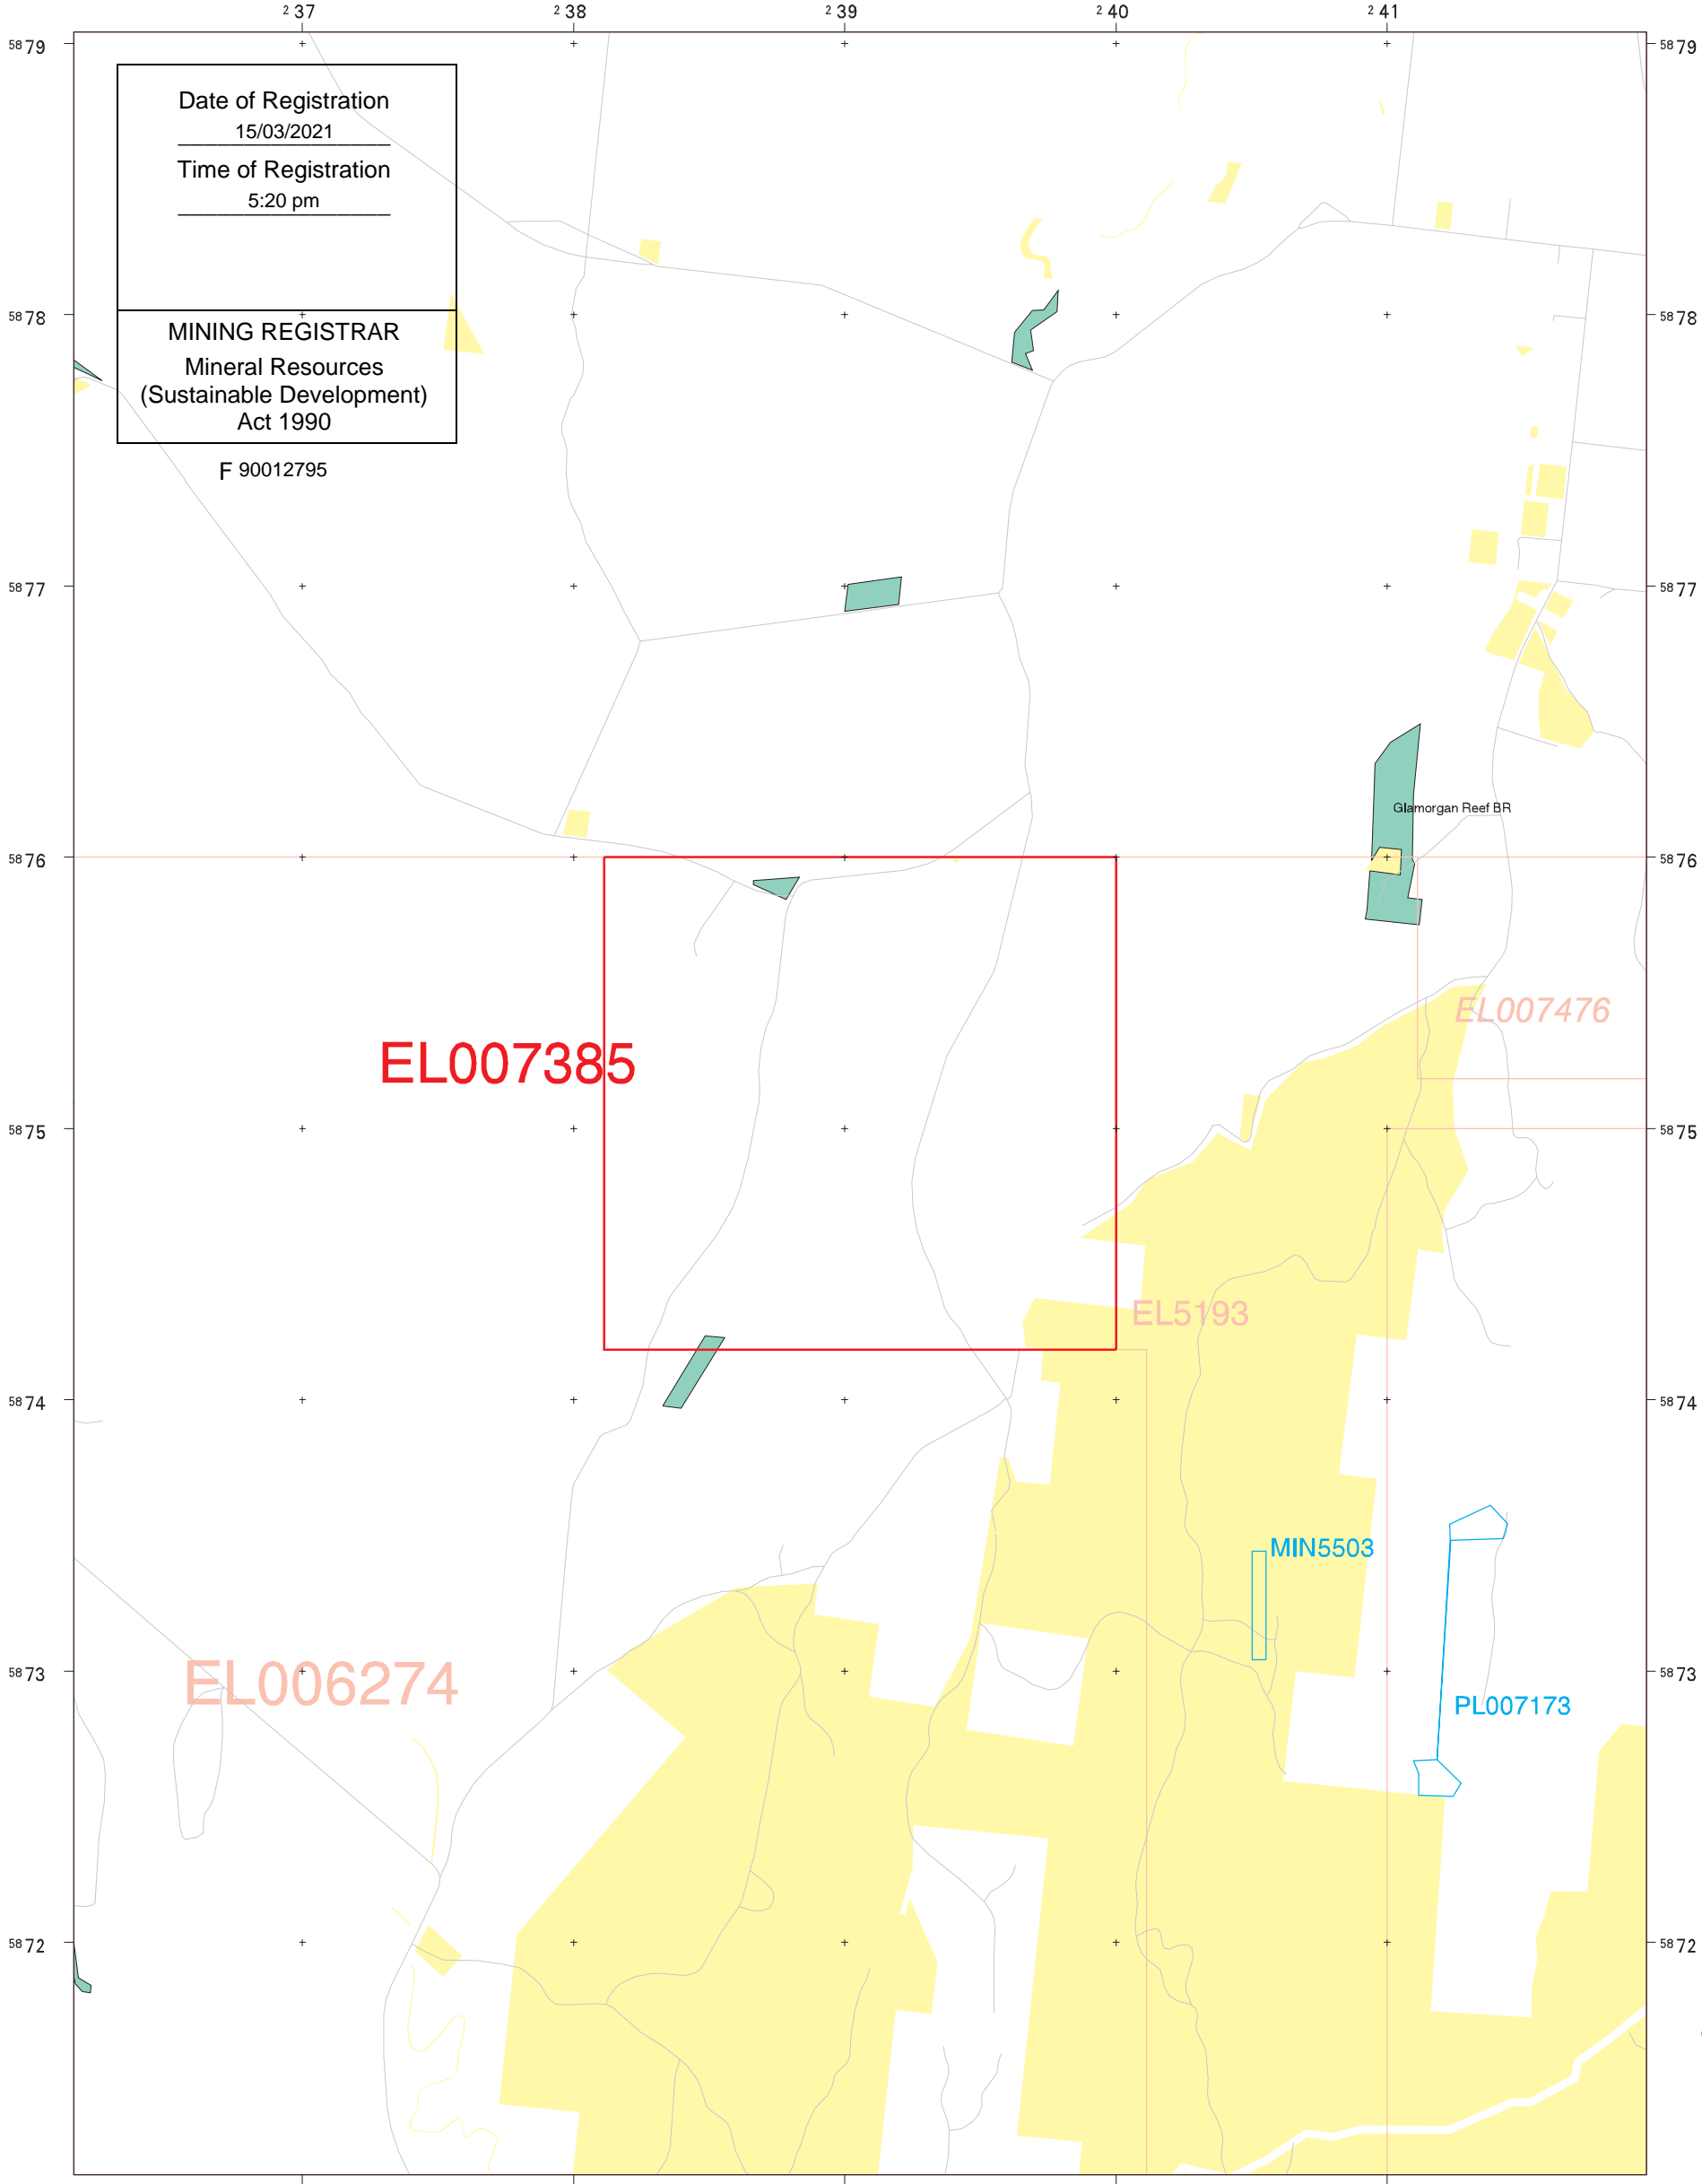 2 37 2 38 2 39 2 40 2 41
58 79 58 79
Date of Registration
15/03/2021
Time of Registration
5:20 pm
58 78 58 78
MINING REGISTRAR
Mineral Resources
(Sustainable Development)
Act 1990
F 90012795
58 77 58 77
Glamorgan Reef BR
58 76 58 76
EL007476
EL007385
58 75 58 75
EL5193
58 74 58 74
MIN5503
58 73 58 73
EL006274
PL007173
58 72 58 72